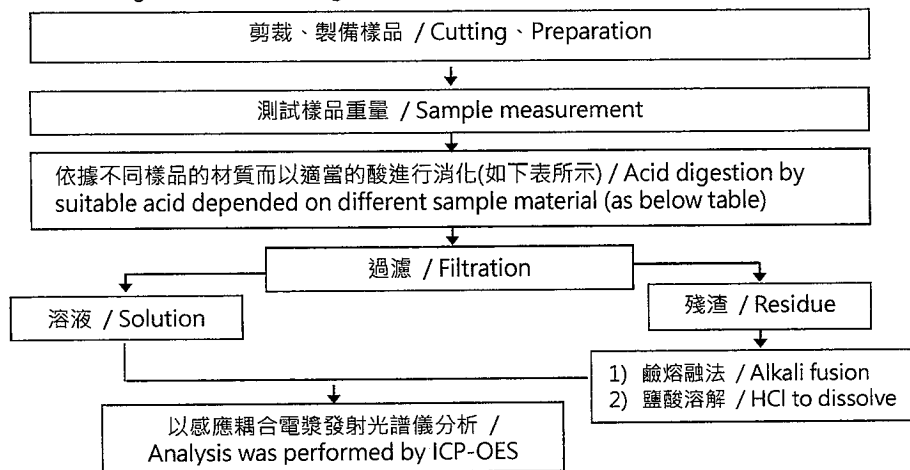 剪裁、製備樣品 / Cutting、Preparation
測試樣品重量 / Sample measurement
依據不同樣品的材質而以適當的酸進行消化(如下表所示) / Acid digestion by
suitable acid depended on different sample material (as below table)
過濾 / Filtration
溶液 / Solution
殘渣 / Residue
1) 鹼熔融法 / Alkali fusion
2) 鹽酸溶解 / HCl to dissolve
以感應耦合電漿發射光譜儀分析 /
Analysis was performed by ICP-OES